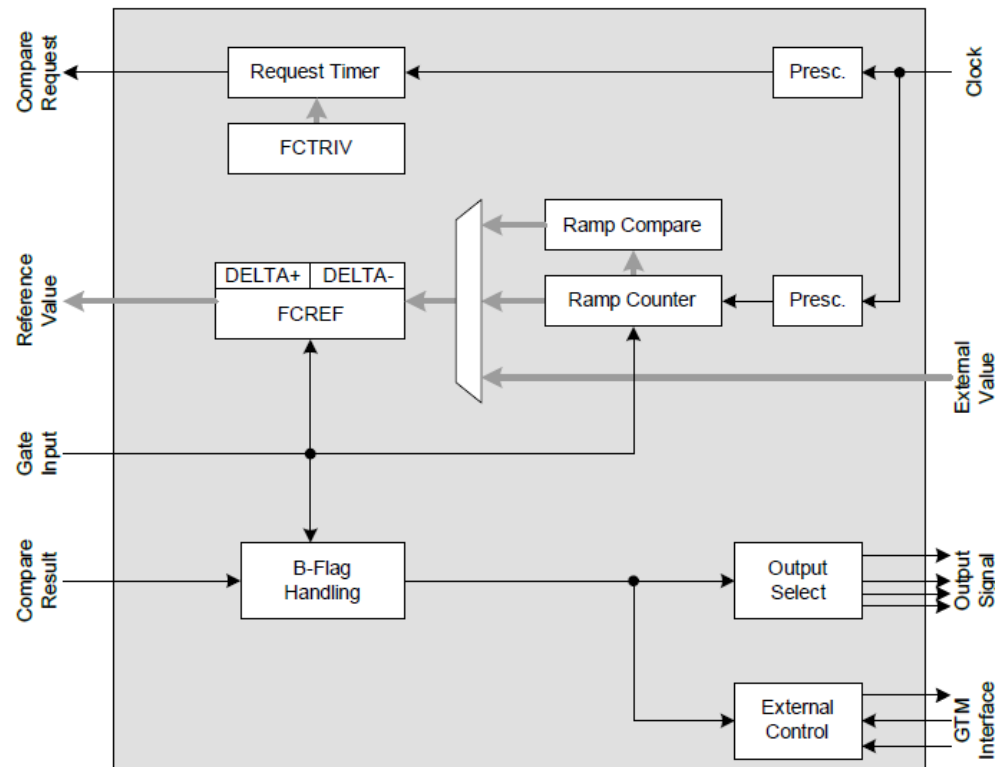 Compare
Request
Request Timer
Presc.
Clock
FCTRIV
Ramp Compare
Reference
Value
DELTA+ DELTA-
FCREF
Ramp Counter
Presc.
External
Value
Gate
Input
Compare
Result
B-Flag
Handling
Output
Select
Output
Signal
External
Control
GTM
Interface